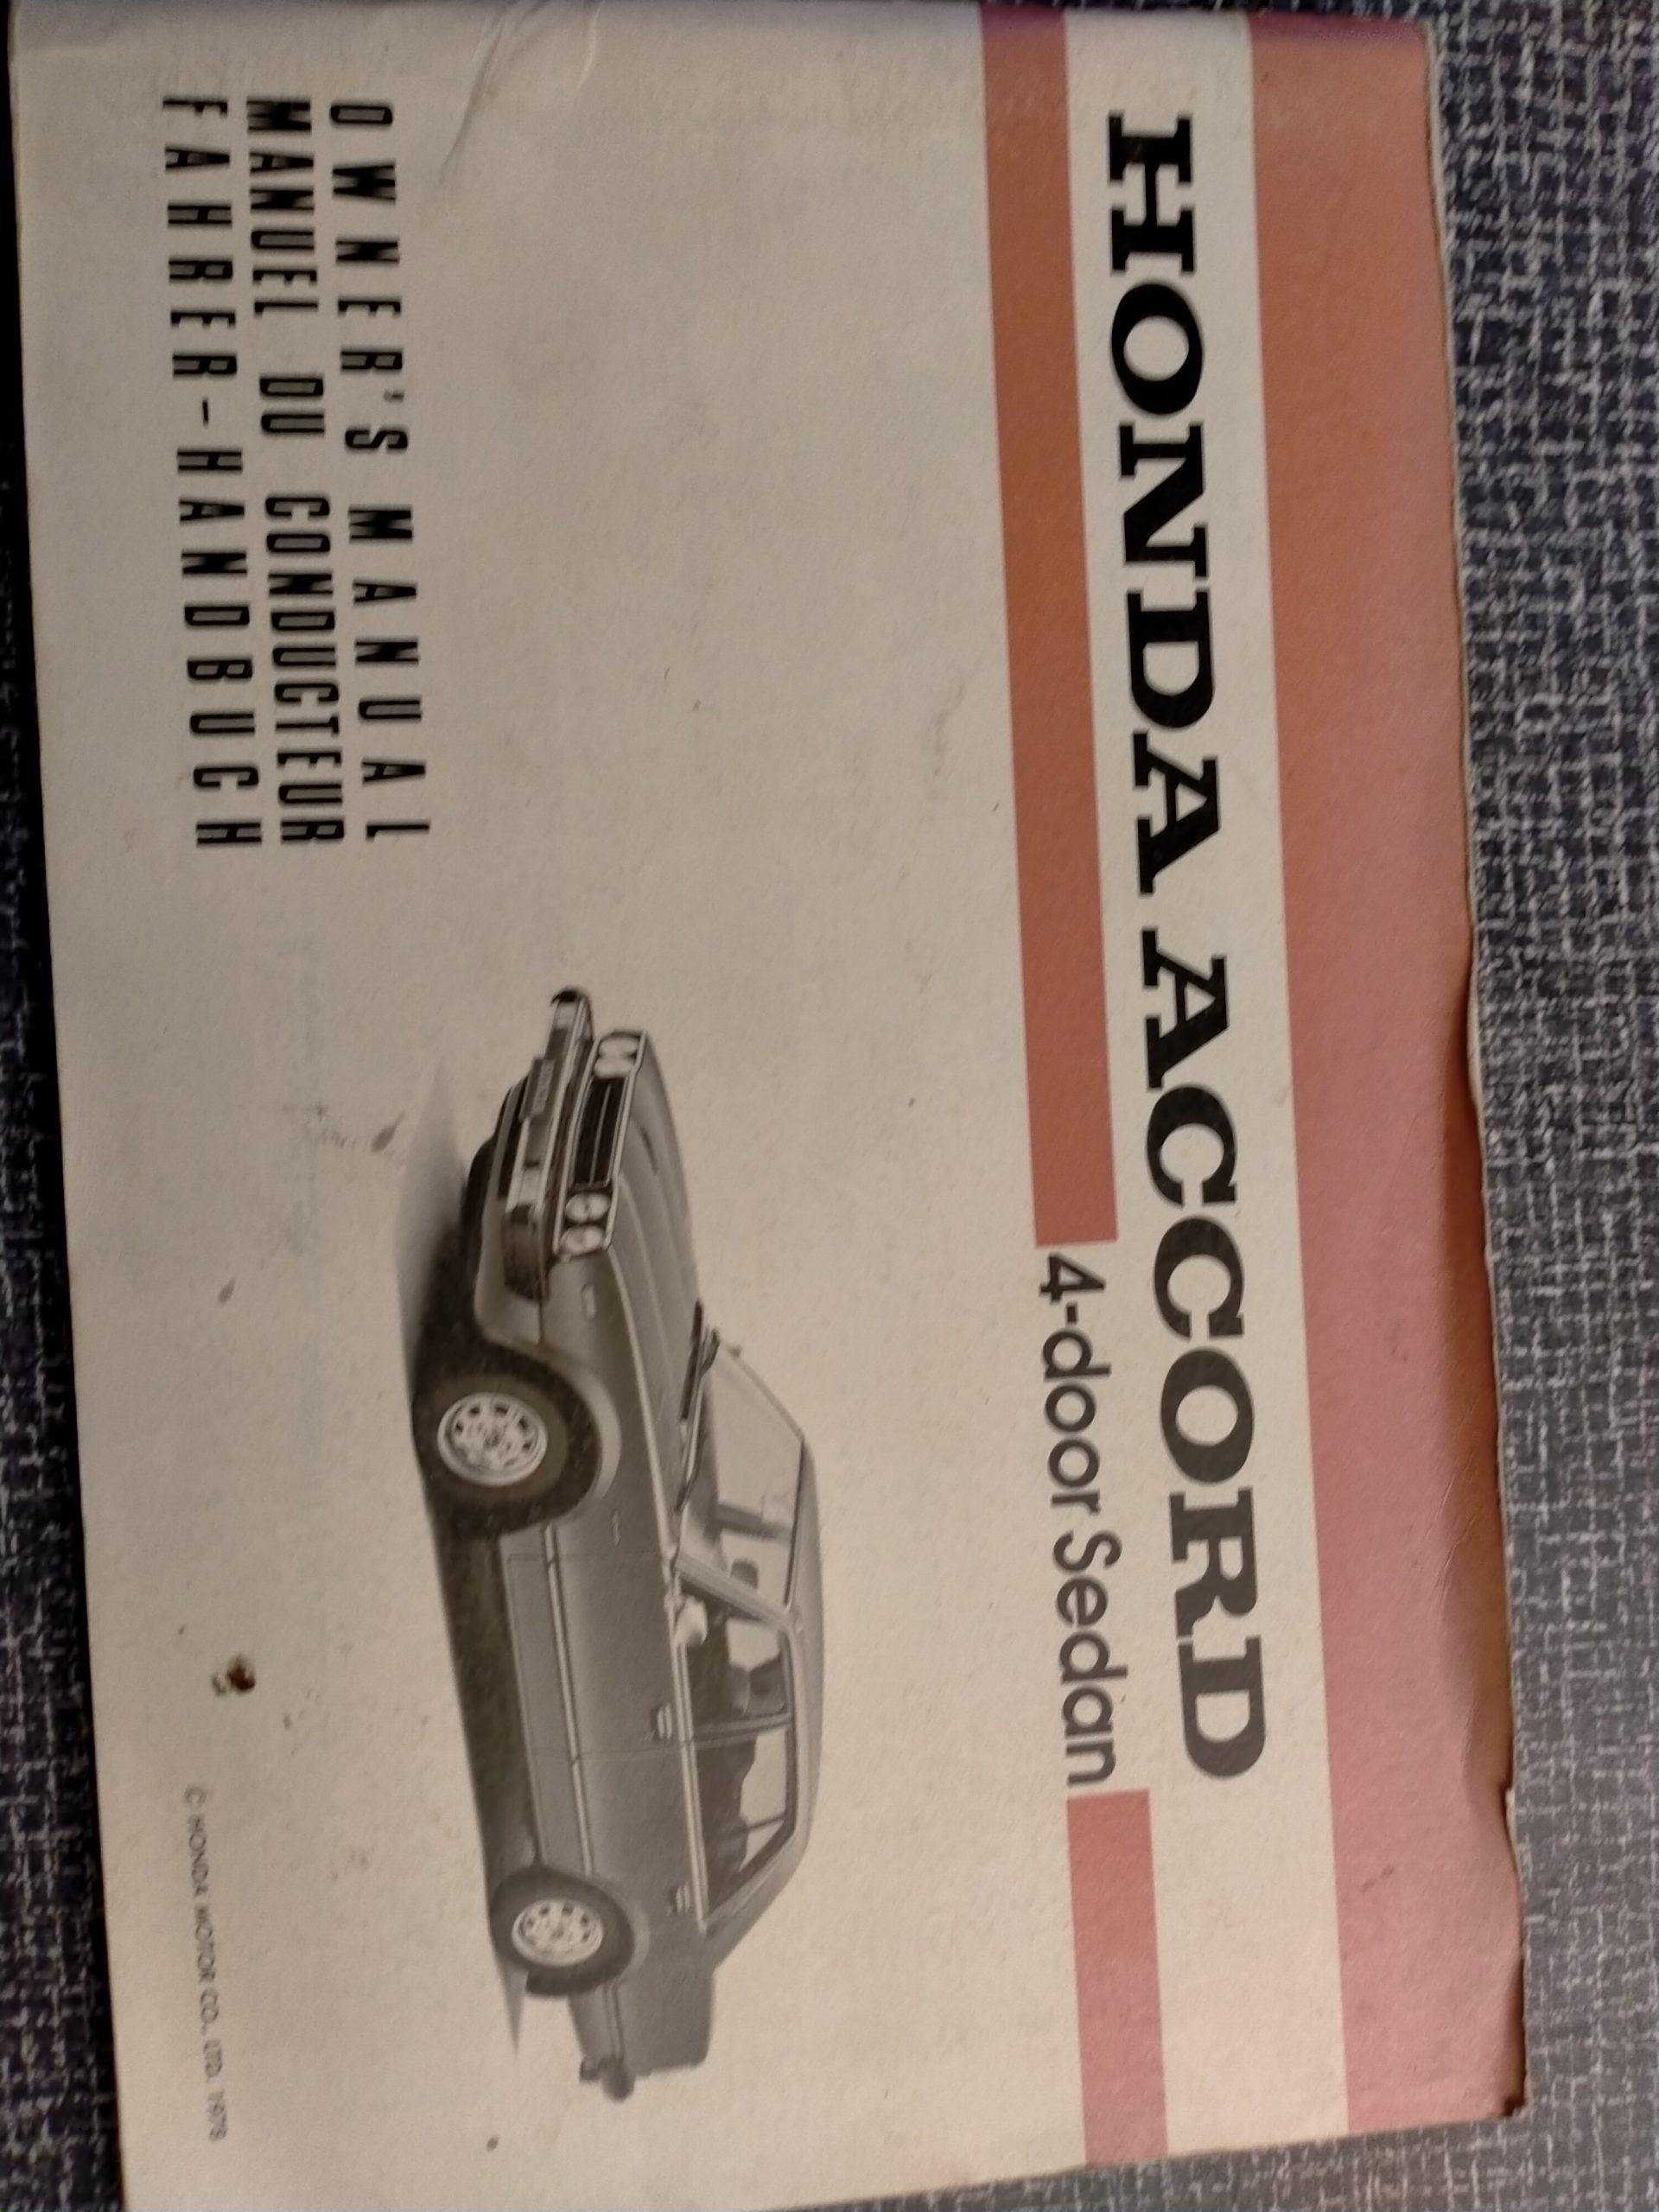 HONDA ACCORD
4-door Sedan
OWNER'S MANUAL
MANUEL DU CONDUCTEUR
FAHRER-HANDBUCH
© HONDA MOTOR CO., LTD. 1978